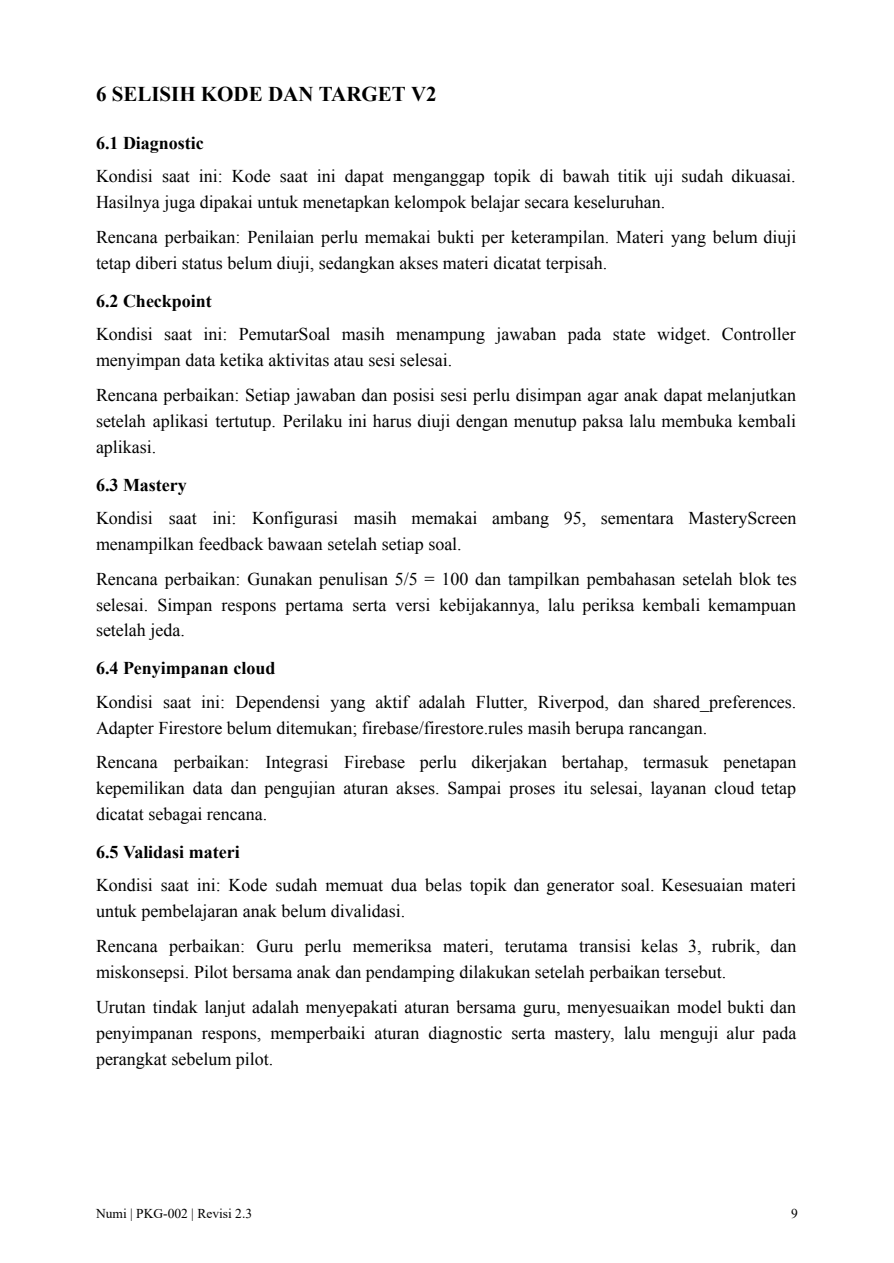 6 SELISIH KODE DAN TARGET V2
6.1 Diagnostic
Kondisi saat ini: Kode saat ini dapat menganggap topik di bawah titik uji sudah dikuasai.
Hasilnya juga dipakai untuk menetapkan kelompok belajar secara keseluruhan.
Rencana perbaikan: Penilaian perlu memakai bukti per keterampilan. Materi yang belum diuji
tetap diberi status belum diuji, sedangkan akses materi dicatat terpisah.
6.2 Checkpoint
Kondisi saat ini: PemutarSoal masih menampung jawaban pada state widget. Controller
menyimpan data ketika aktivitas atau sesi selesai.
Rencana perbaikan: Setiap jawaban dan posisi sesi perlu disimpan agar anak dapat melanjutkan
setelah aplikasi tertutup. Perilaku ini harus diuji dengan menutup paksa lalu membuka kembali
aplikasi.
6.3 Mastery
Kondisi saat ini: Konfigurasi masih memakai ambang 95, sementara MasteryScreen
menampilkan feedback bawaan setelah setiap soal.
Rencana perbaikan: Gunakan penulisan 5/5 = 100 dan tampilkan pembahasan setelah blok tes
selesai. Simpan respons pertama serta versi kebijakannya, lalu periksa kembali kemampuan
setelah jeda.
6.4 Penyimpanan cloud
Kondisi saat ini: Dependensi yang aktif adalah Flutter, Riverpod, dan shared_preferences.
Adapter Firestore belum ditemukan; firebase/firestore.rules masih berupa rancangan.
Rencana perbaikan: Integrasi Firebase perlu dikerjakan bertahap, termasuk penetapan
kepemilikan data dan pengujian aturan akses. Sampai proses itu selesai, layanan cloud tetap
dicatat sebagai rencana.
6.5 Validasi materi
Kondisi saat ini: Kode sudah memuat dua belas topik dan generator soal. Kesesuaian materi
untuk pembelajaran anak belum divalidasi.
Rencana perbaikan: Guru perlu memeriksa materi, terutama transisi kelas 3, rubrik, dan
miskonsepsi. Pilot bersama anak dan pendamping dilakukan setelah perbaikan tersebut.
Urutan tindak lanjut adalah menyepakati aturan bersama guru, menyesuaikan model bukti dan
penyimpanan respons, memperbaiki aturan diagnostic serta mastery, lalu menguji alur pada
perangkat sebelum pilot.
Numi | PKG-002 | Revisi 2.3 9